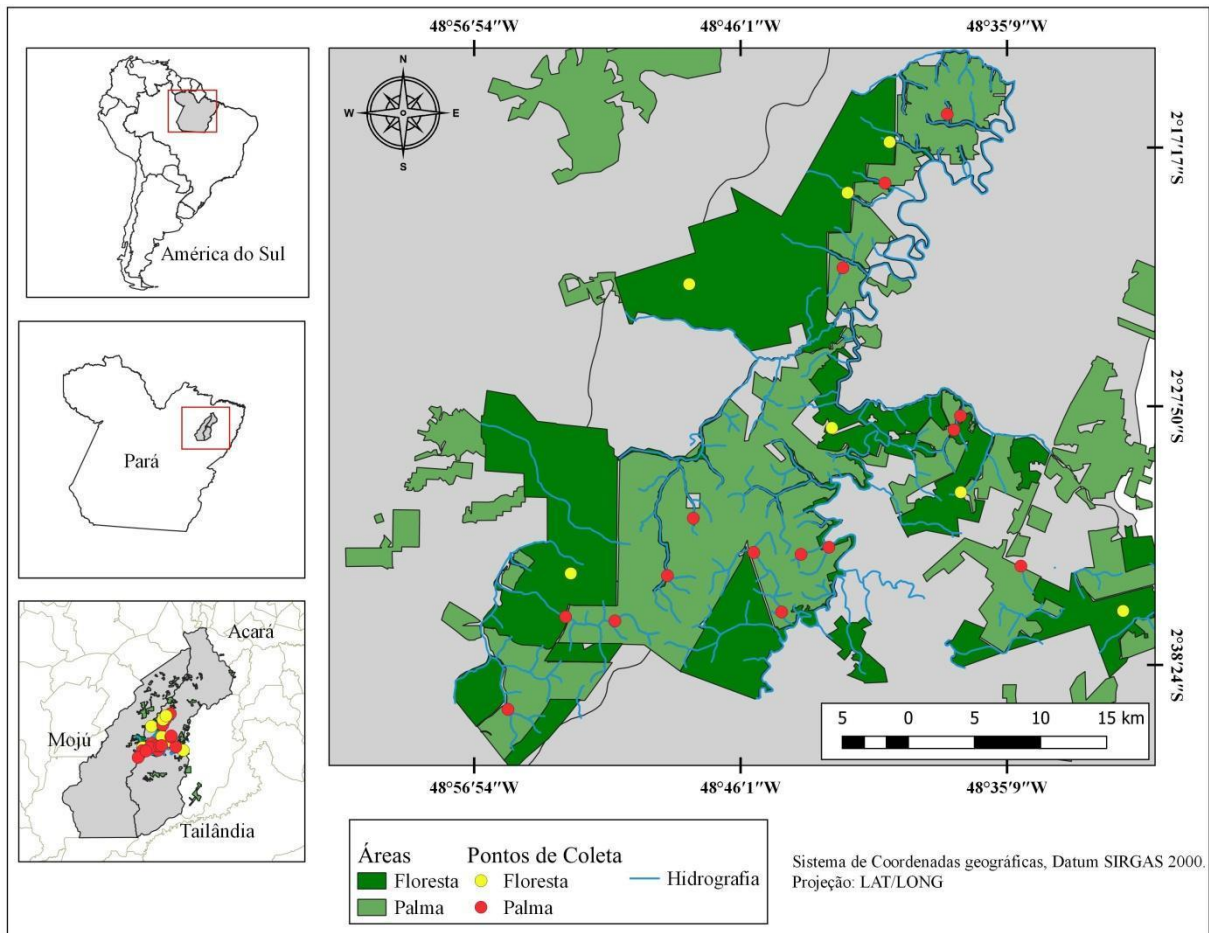 América do Sul
Pará
Acará
Mojú
Tailândia
48°56'54"W 48°46'1"W 48°35'9"W
N
W E
S
2°17'17"S
2°27'50"S
2°38'24"S
5 0 5 10 15 km
48°56'54"W 48°46'1"W 48°35'9"W
Áreas
Floresta
Palma
Pontos de Coleta
Floresta
Palma
Hidrografia
Sistema de Coordenadas geográficas, Datum SIRGAS 2000.
Projeção: LAT/LONG